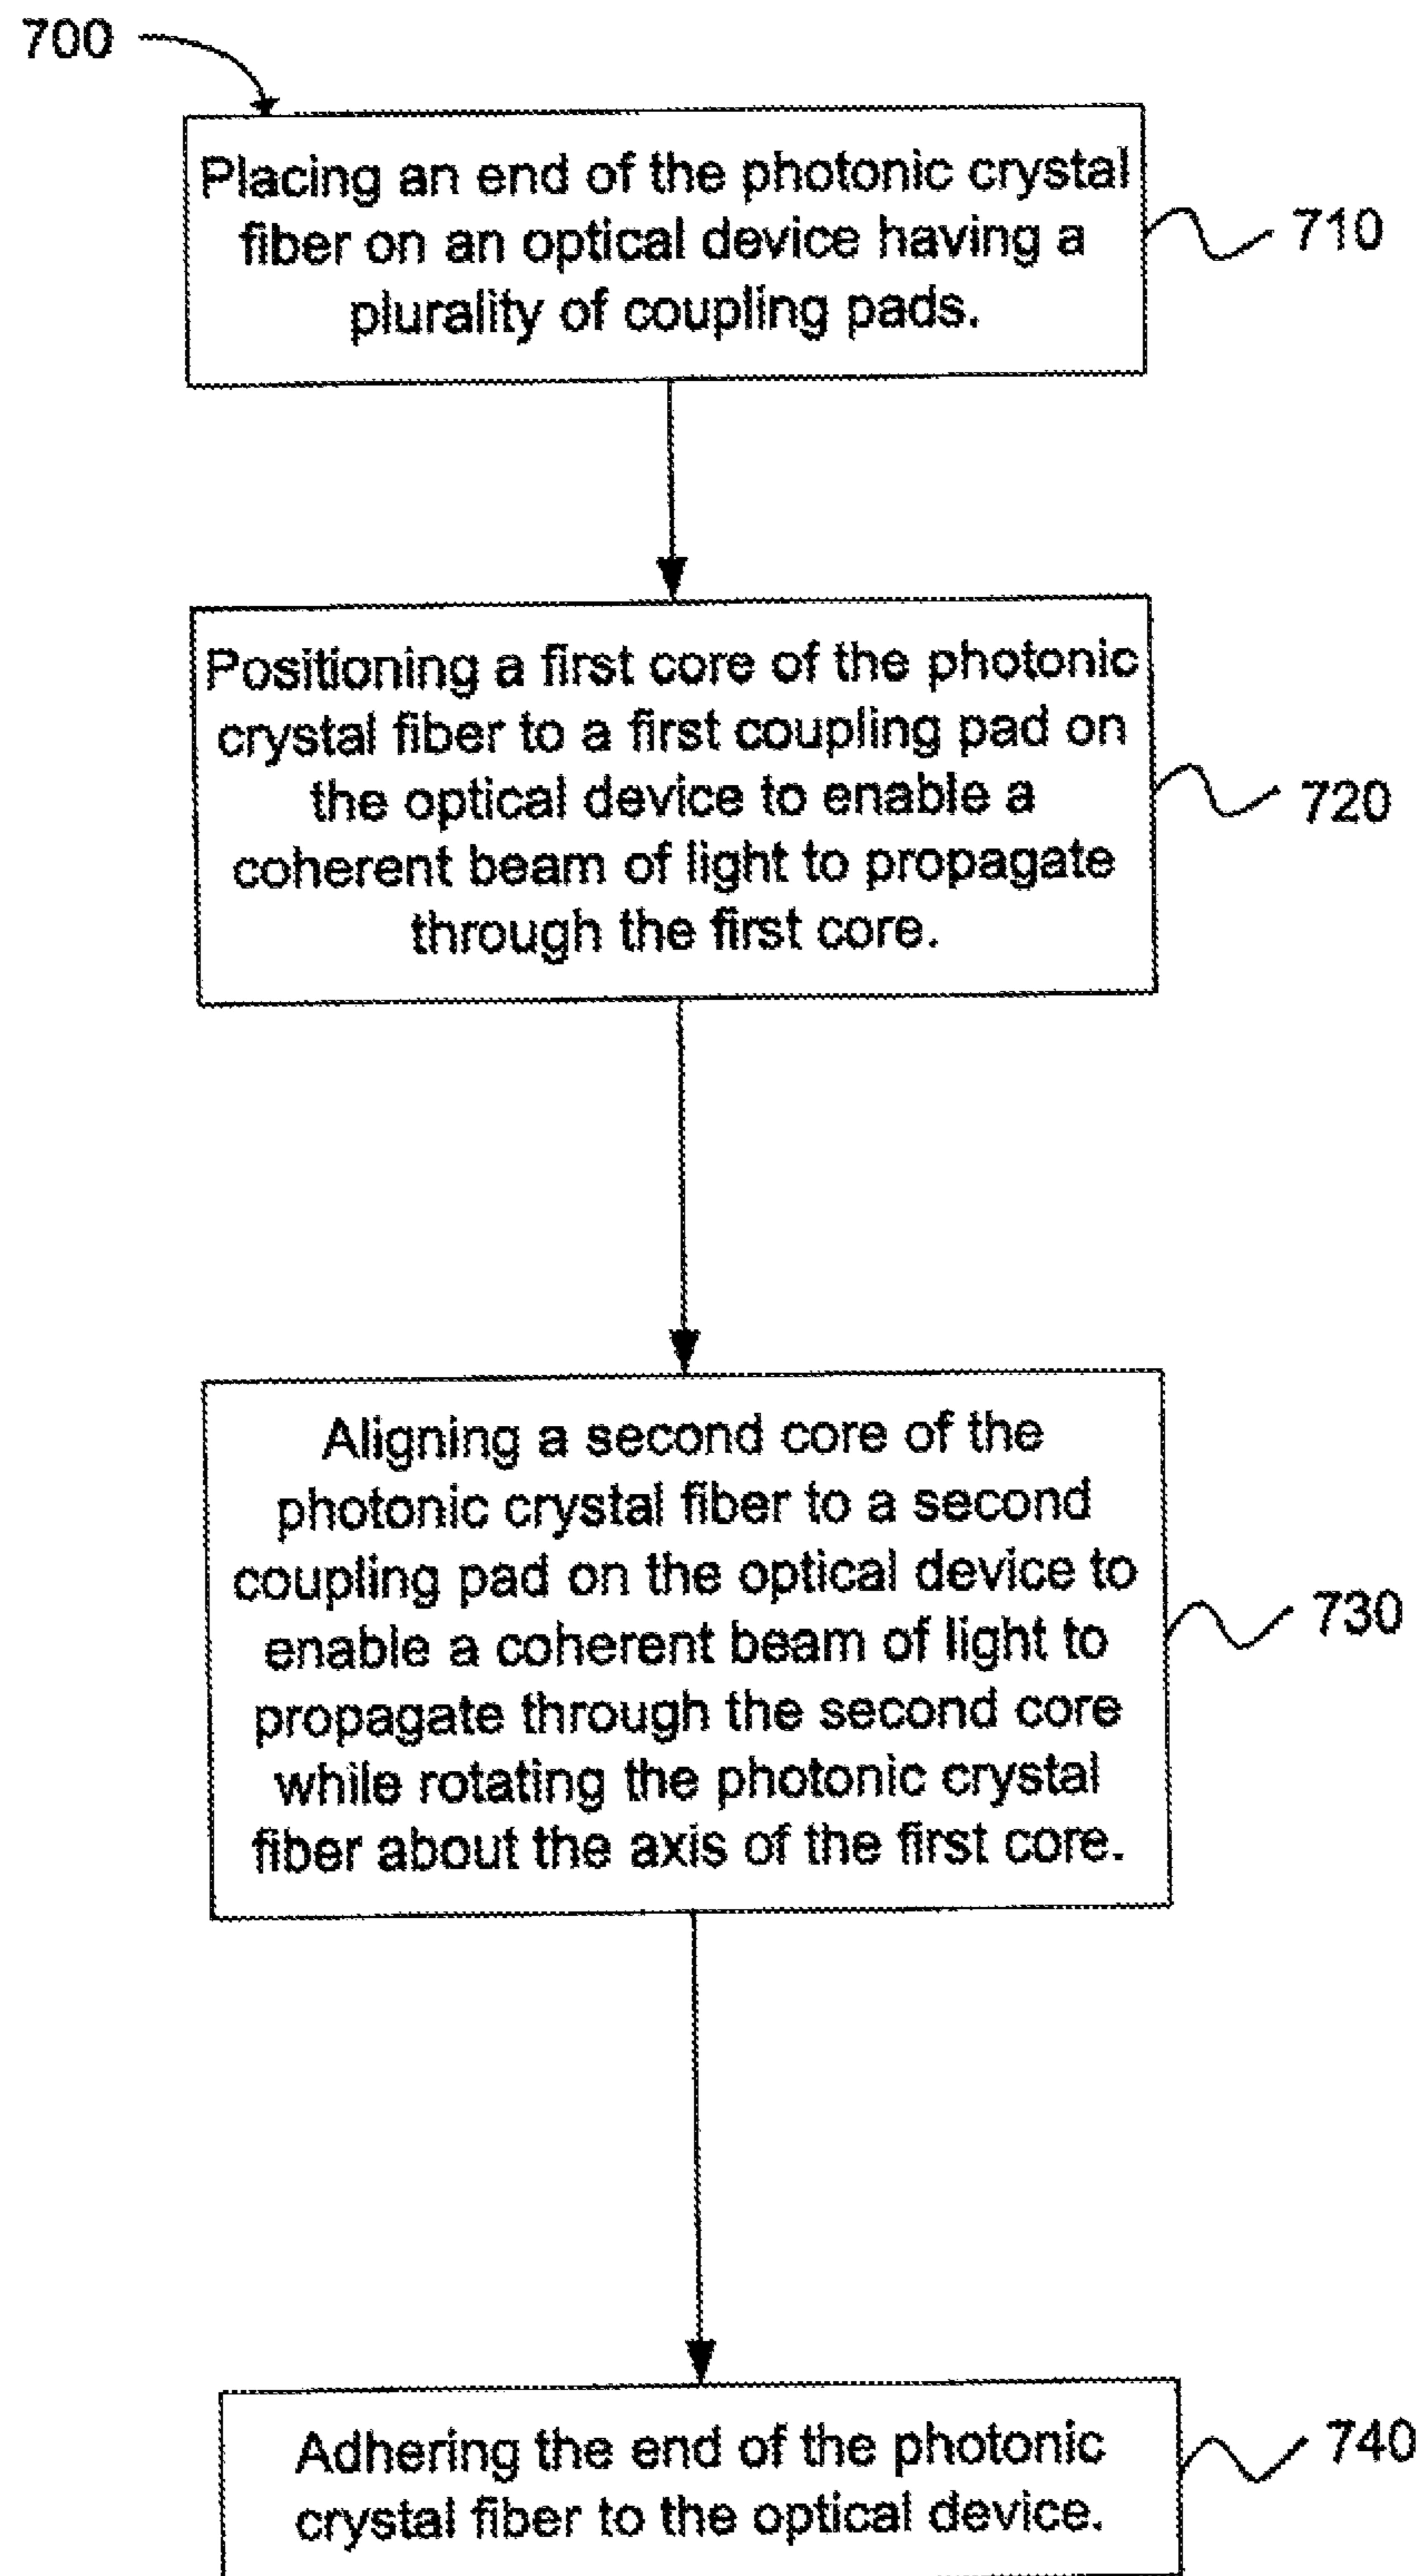 700
Placing an end of the photonic crystal
fiber on an optical device having a
plurality of coupling pads.
710
Positioning a first core of the photonic
crystal fiber to a first coupling pad on
the optical device to enable a
coherent beam of light to propagate
through the first core.
720
Aligning a second core of the
photonic crystal fiber to a second
coupling pad on the optical device to
enable a coherent beam of light to
propagate through the second core
while rotating the photonic crystal
fiber about the axis of the first core.
730
Adhering the end of the photonic
crystal fiber to the optical device.
740